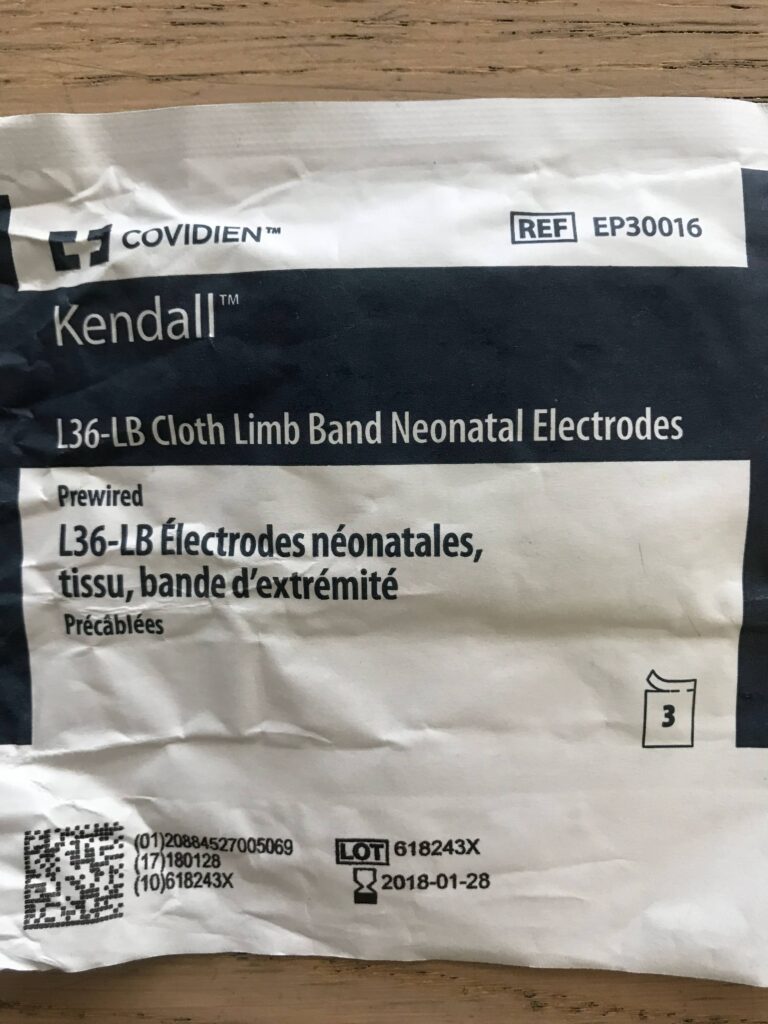 COVIDIEN™
REF EP30016
Kendall™
L36-LB Cloth Limb Band Neonatal Electrodes
Prewired
L36-LB Électrodes néonatales,
tissu, bande d'extrémité
Précâblées
3
(01)20884527005069
(17)180128
(10)618243X
LOT 618243X
2018-01-28